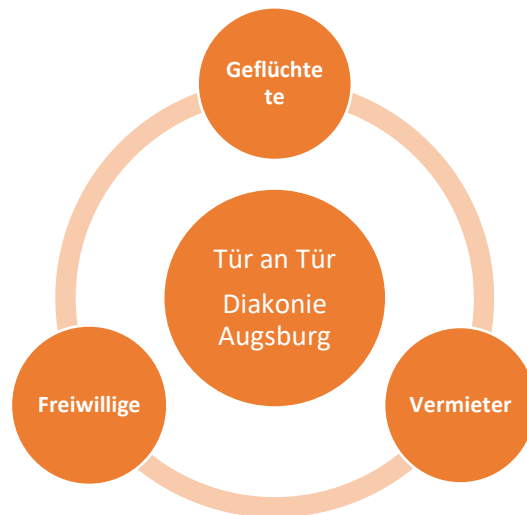 Geflüchte
te
Tür an Tür
Diakonie
Augsburg
Freiwillige
Vermieter